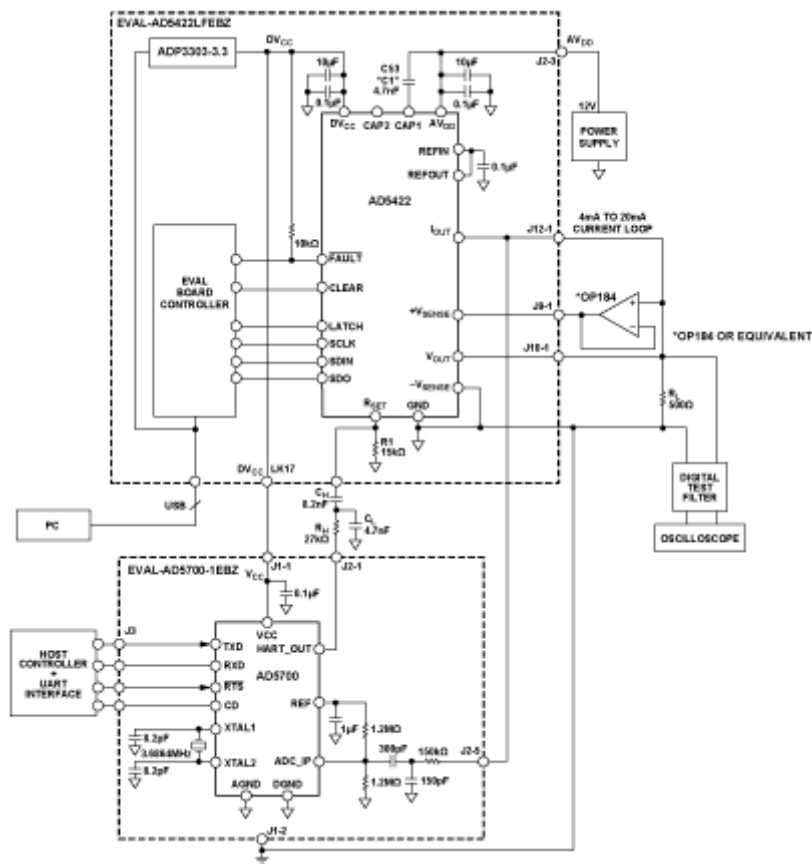 EVAL-AD5422LFEBZ
ADP3303-3.3
DVCC
10µF
0.1µF
C53
"C1"
4.7nF
10µF
0.1µF
J2-3
AVDD
12V
POWER
SUPPLY
DVCC
CAP2
CAP1
AVDD
REFIN
REFOUT
0.1µF
AD5422
10kΩ
IOUT
4mA TO 20mA
CURRENT LOOP
J12-1
EVAL
BOARD
CONTROLLER
FAULT
CLEAR
LATCH
SCLK
SDIN
SDO
+VSENSE
J9-1
*OP184
+
−
*OP184 OR EQUIVALENT
VOUT
J10-1
−VSENSE
RSET
GND
R1
15kΩ
RL
500Ω
DVCC
LK17
USB
PC
CH
8.2nF
RH
27kΩ
CL
4.7nF
DIGITAL
TEST
FILTER
OSCILLOSCOPE
EVAL-AD5700-1EBZ
J1-1
J2-1
VCC
0.1µF
HOST
CONTROLLER
+
UART
INTERFACE
J3
VCC
TXD
HART_OUT
RXD
AD5700
RTS
REF
CD
XTAL1
1µF
1.2MΩ
8.2pF
3.6864MHz
300pF
150kΩ
J2-5
XTAL2
ADC_IP
8.2pF
1.2MΩ
150pF
AGND
DGND
J1-2